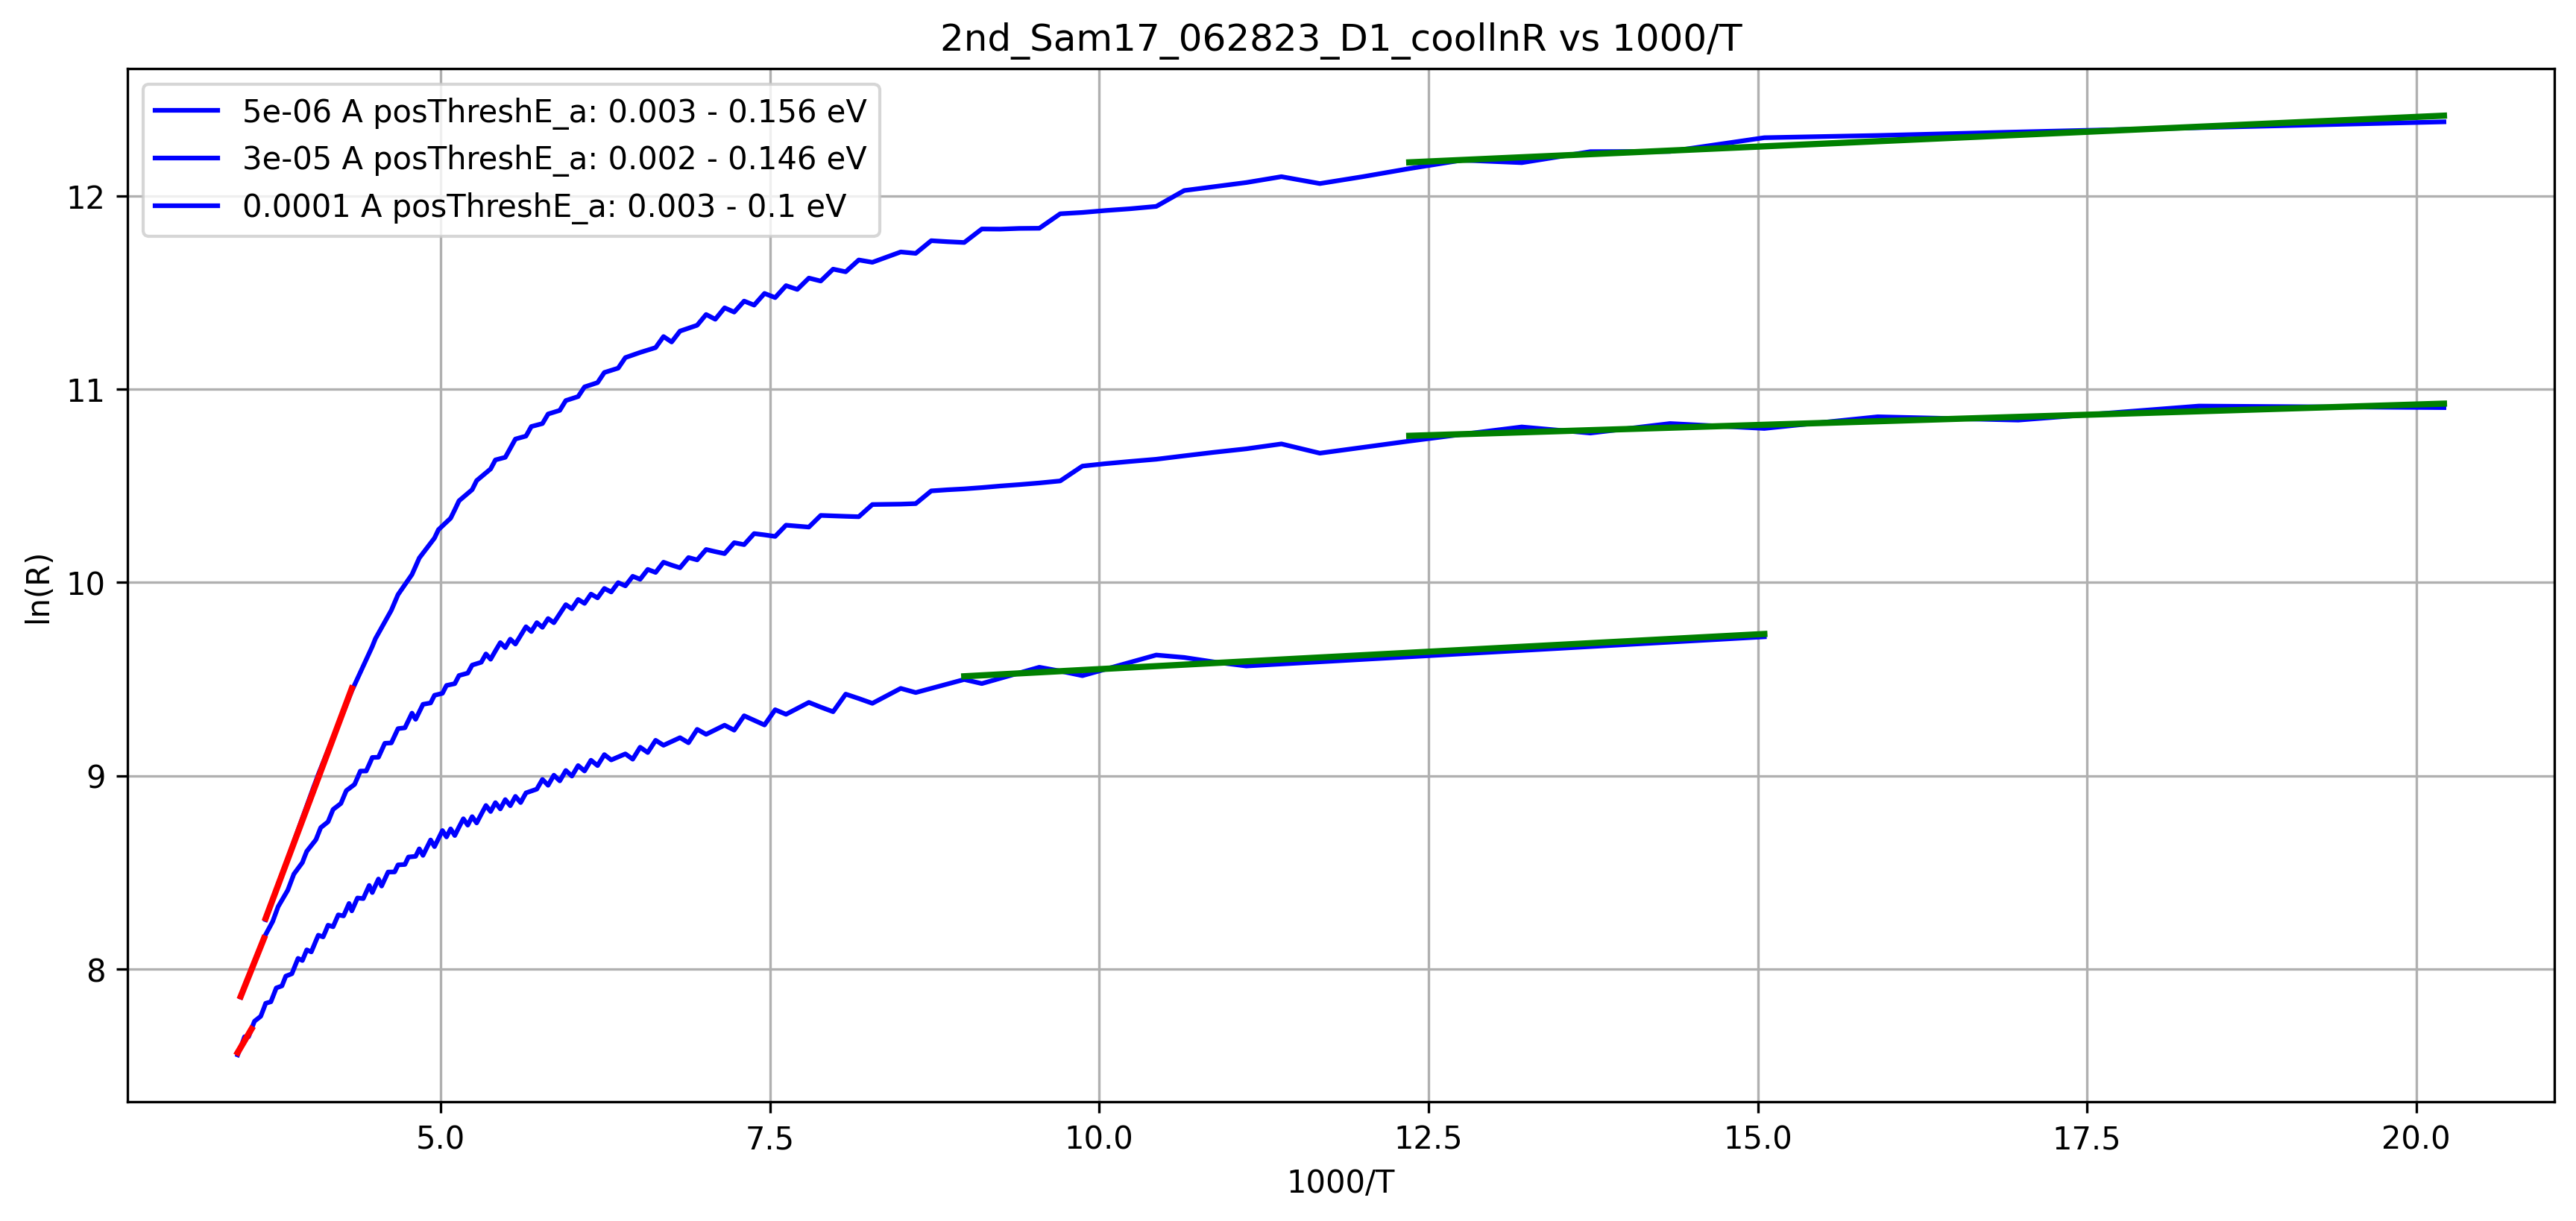 2nd_Sam17_062823_D1_coollnR vs 1000/T
5e-06 A posThreshE_a: 0.003 - 0.156 eV
3e-05 A posThreshE_a: 0.002 - 0.146 eV
0.0001 A posThreshE_a: 0.003 - 0.1 eV
12
11
10
9
8
ln(R)
5.0 7.5 10.0 12.5 15.0 17.5 20.0
1000/T